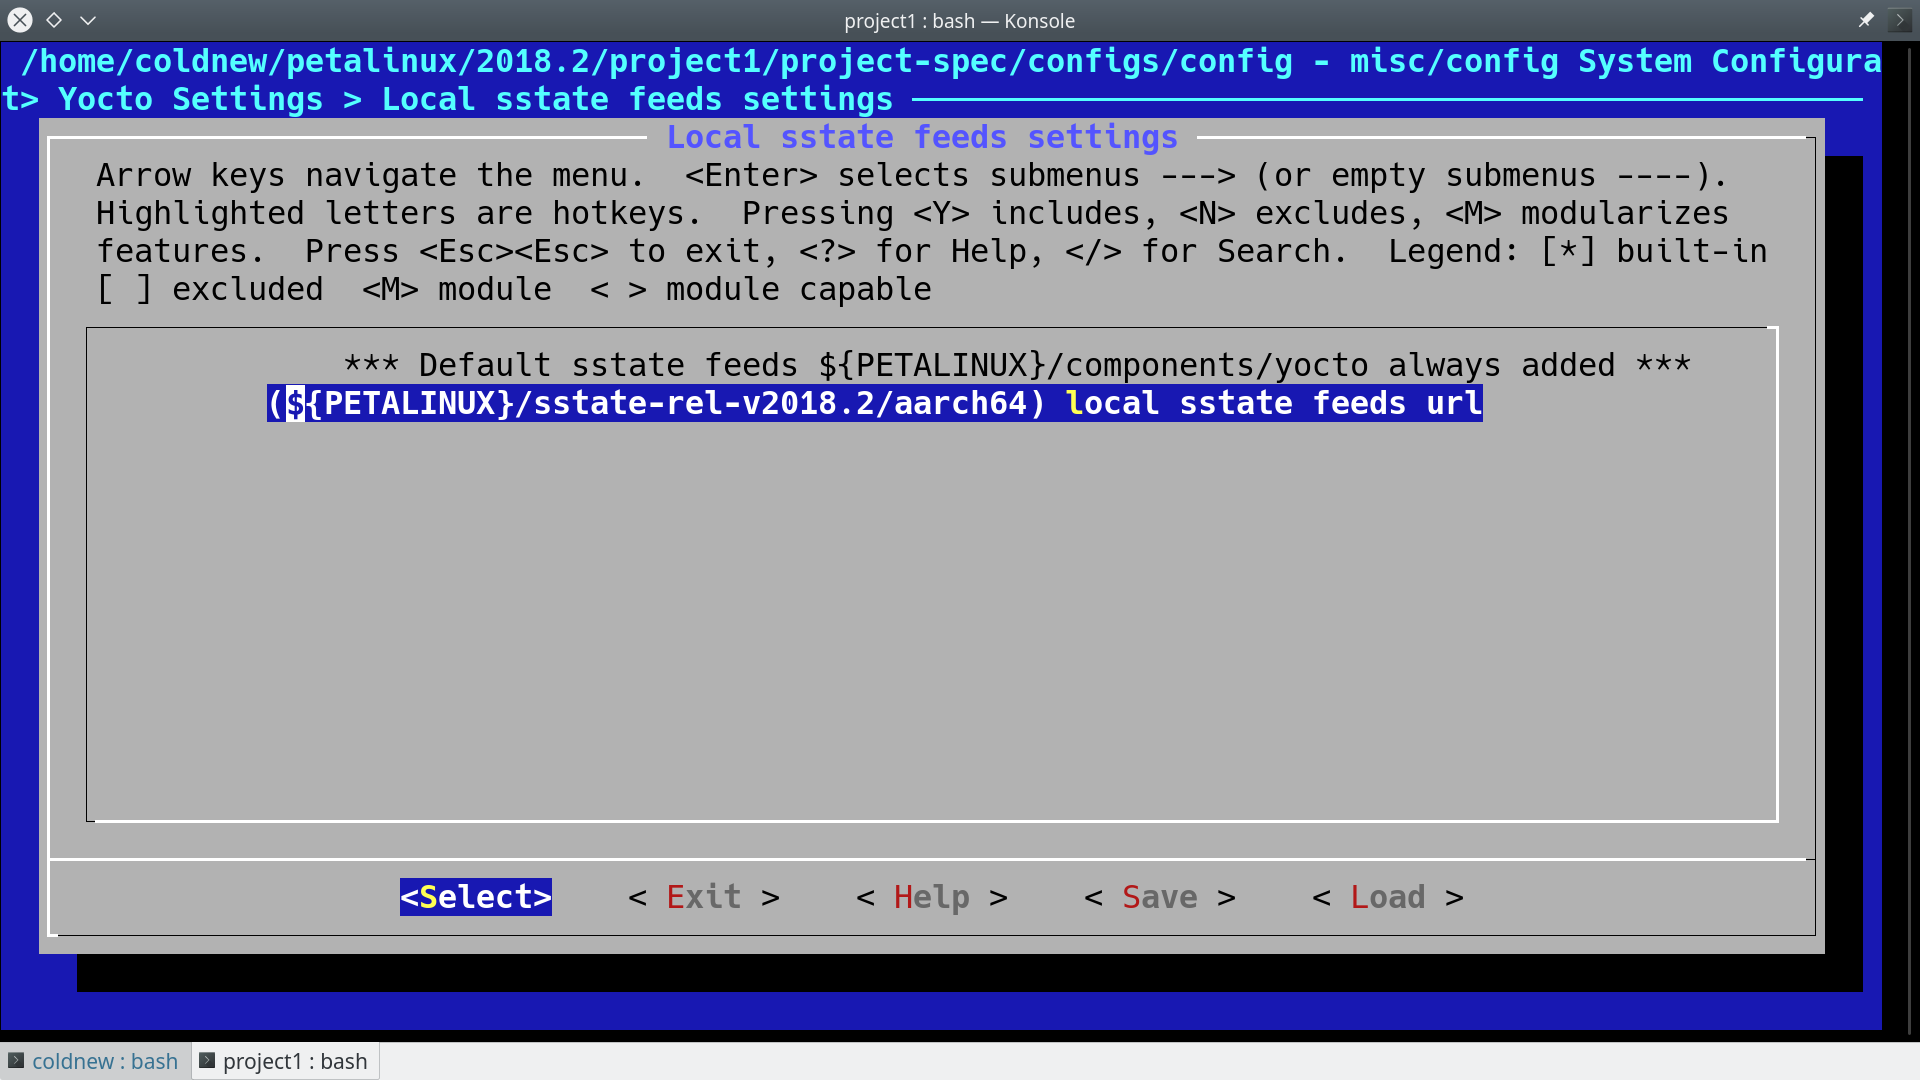 project1 : bash — Konsole
/home/coldnew/petalinux/2018.2/project1/project-spec/configs/config - misc/config System Configura
t> Yocto Settings > Local sstate feeds settings
Local sstate feeds settings
Arrow keys navigate the menu.  <Enter> selects submenus ---> (or empty submenus ----).
Highlighted letters are hotkeys.  Pressing <Y> includes, <N> excludes, <M> modularizes
features.  Press <Esc><Esc> to exit, <?> for Help, </> for Search.  Legend: [*] built-in
[ ] excluded  <M> module  < > module capable
*** Default sstate feeds ${PETALINUX}/components/yocto always added ***
(${PETALINUX}/sstate-rel-v2018.2/aarch64) local sstate feeds url
<Select>    < Exit >    < Help >    < Save >    < Load >
coldnew : bash    project1 : bash